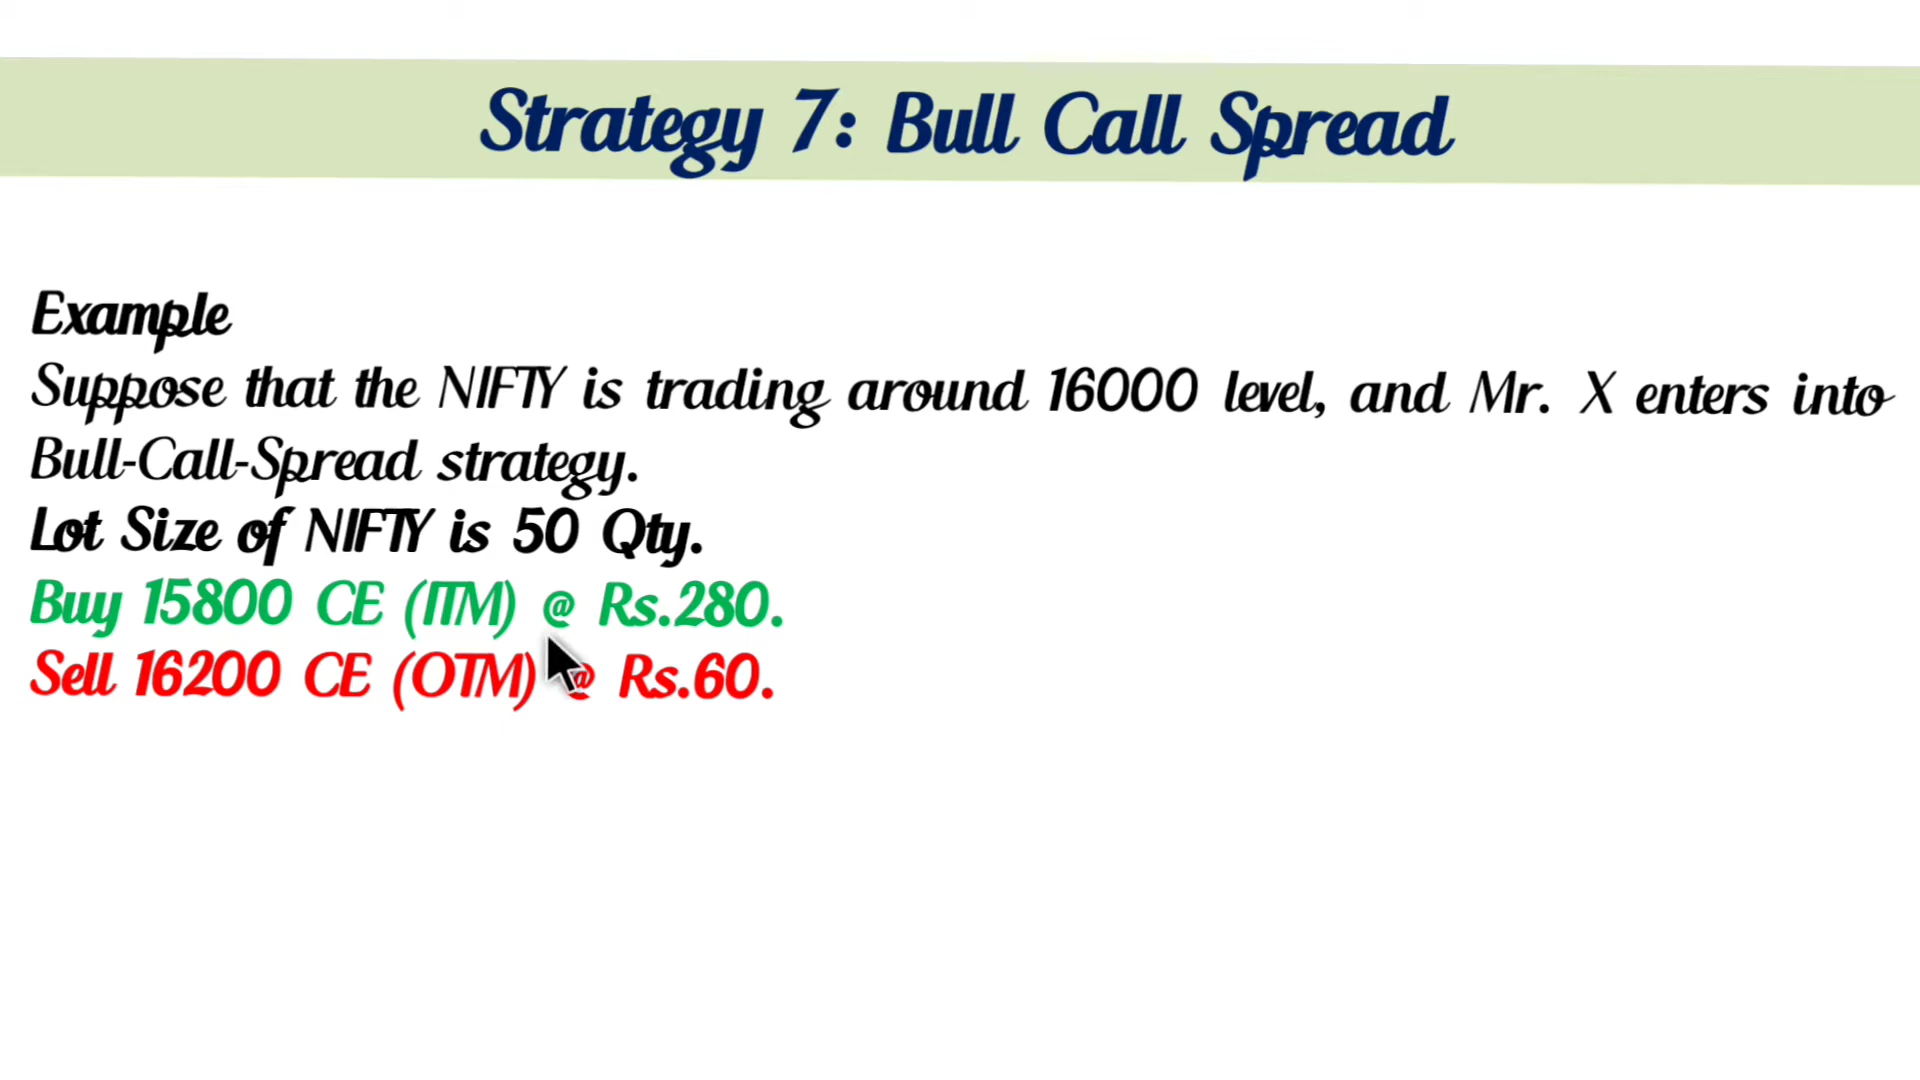 Strategy 7: Bull Call Spread
Example
Suppose that the NIFTY is trading around 16000 level, and Mr. X enters into
Bull-Call-Spread strategy.
Lot Size of NIFTY is 50 Qty.
Buy 15800 CE (ITM) @ Rs.280.
Sell 16200 CE (OTM) @ Rs.60.